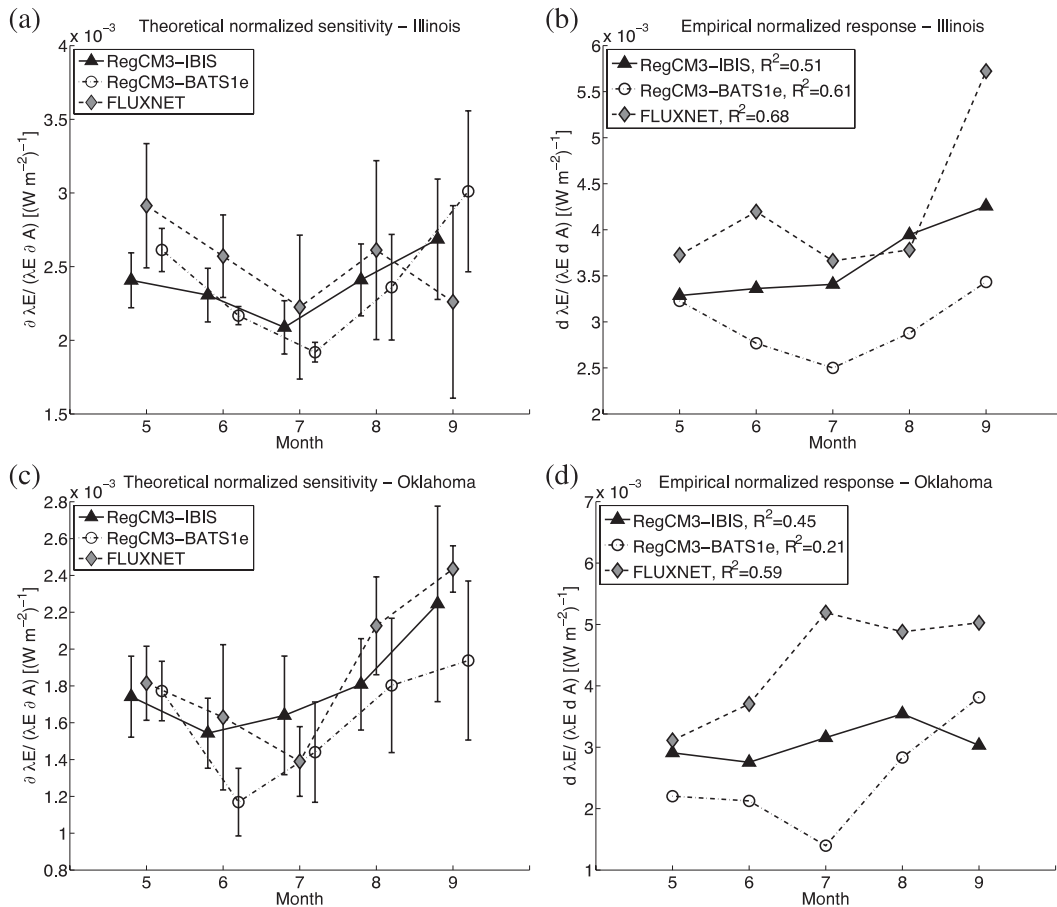 (a)
Theoretical normalized sensitivity – Illinois
x 10⁻³
4
3.5
3
2.5
2
1.5
RegCM3–IBIS
RegCM3–BATS1e
FLUXNET
∂ λE/ (λE ∂ A) [(W m⁻²)⁻¹]
5 6 7 8 9
Month
(b)
Empirical normalized response – Illinois
x 10⁻³
6
5.5
5
4.5
4
3.5
3
2.5
2
RegCM3–IBIS, R²=0.51
RegCM3–BATS1e, R²=0.61
FLUXNET, R²=0.68
d λE/ (λE d A) [(W m⁻²)⁻¹]
5 6 7 8 9
Month
(c)
Theoretical normalized sensitivity – Oklahoma
x 10⁻³
2.8
2.6
2.4
2.2
2
1.8
1.6
1.4
1.2
1
0.8
RegCM3–IBIS
RegCM3–BATS1e
FLUXNET
∂ λE/ (λE ∂ A) [(W m⁻²)⁻¹]
5 6 7 8 9
Month
(d)
Empirical normalized response – Oklahoma
x 10⁻³
7
6
5
4
3
2
1
RegCM3–IBIS, R²=0.45
RegCM3–BATS1e, R²=0.21
FLUXNET, R²=0.59
d λE/ (λE d A) [(W m⁻²)⁻¹]
5 6 7 8 9
Month